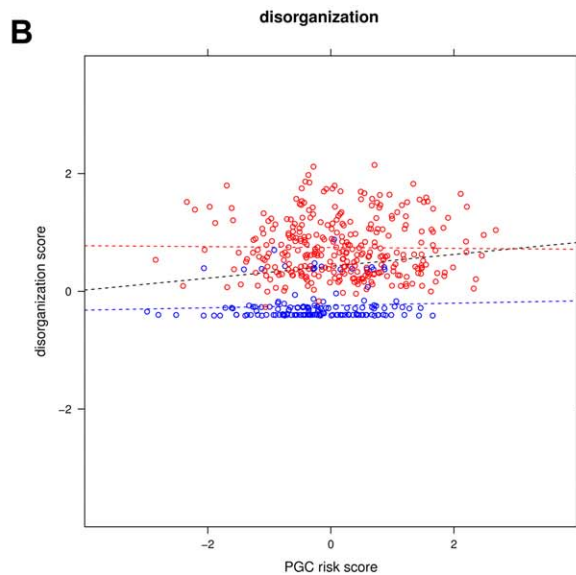 B
disorganization
disorganization score
2
0
−2
−2
0
2
PGC risk score